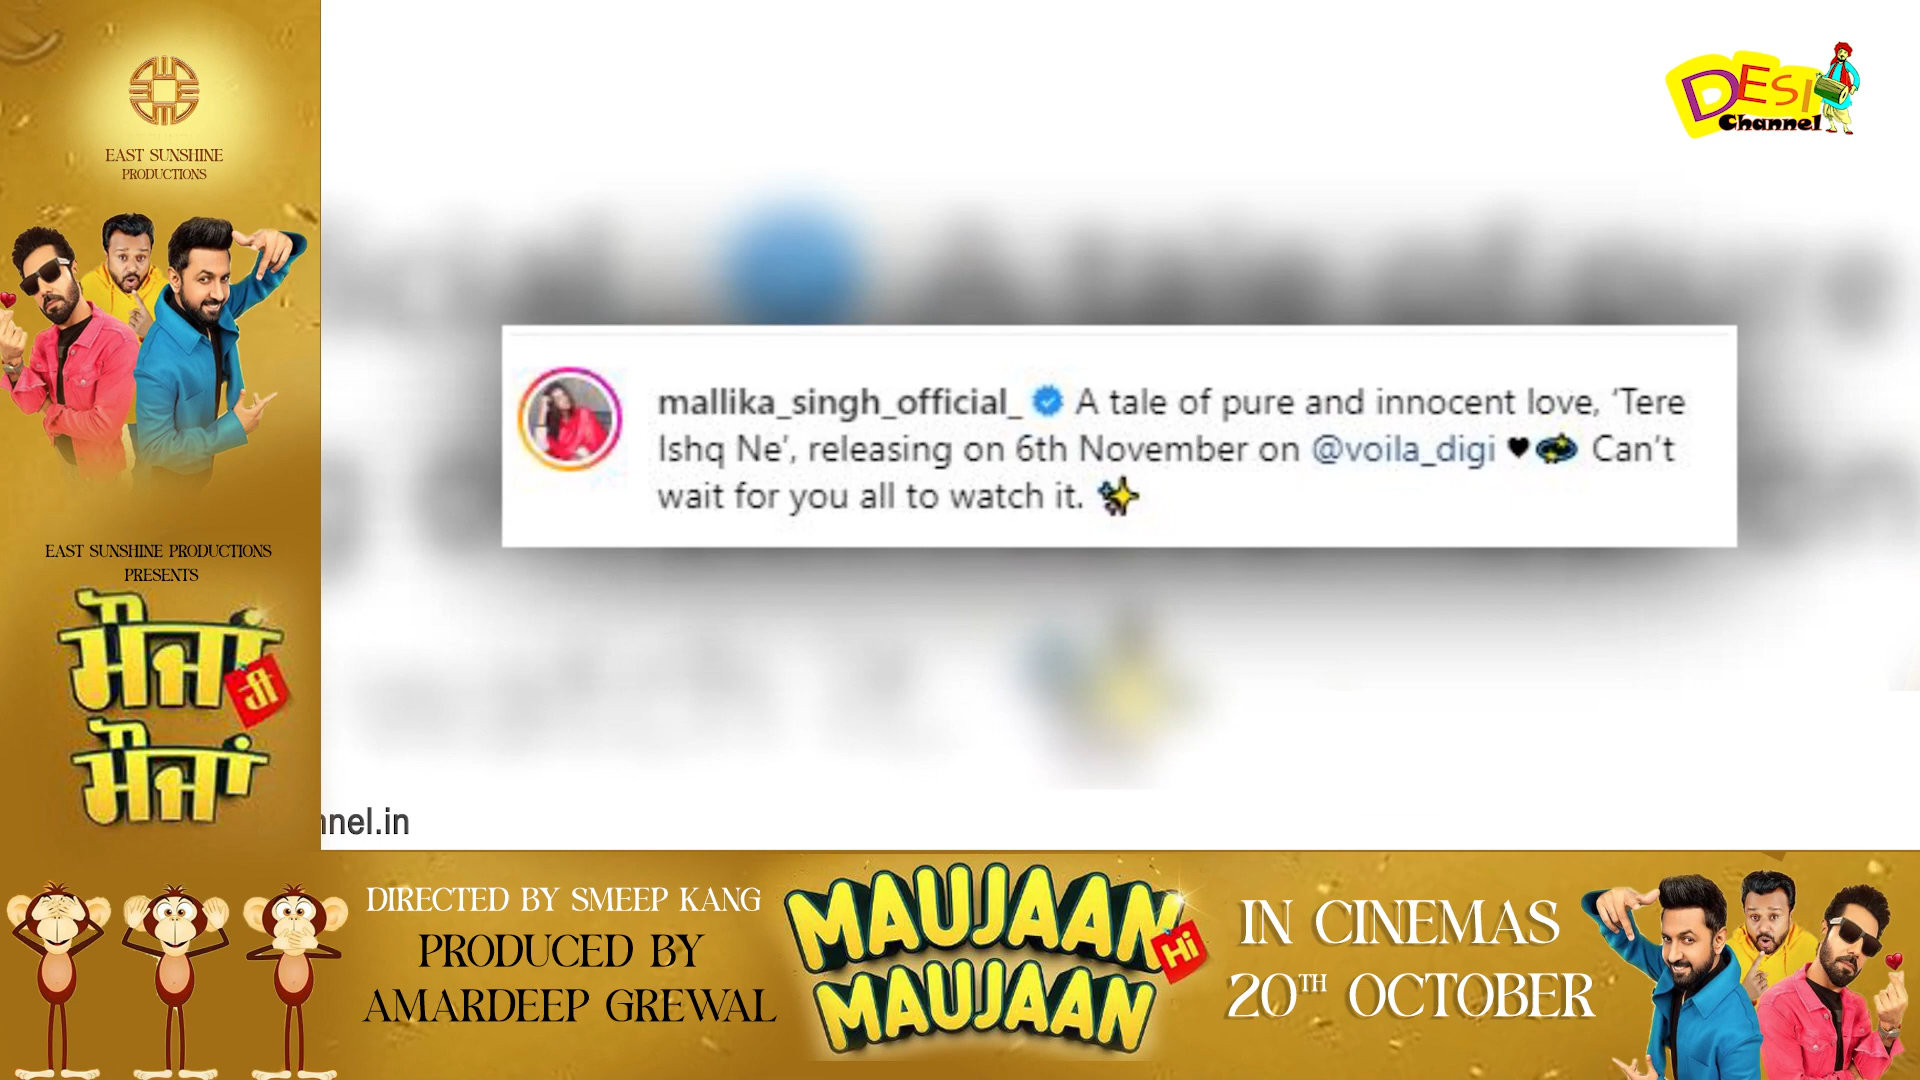 EAST SUNSHINE
PRODUCTIONS
EAST SUNSHINE PRODUCTIONS
PRESENTS
ਮੌਜਾਂ
ਹੀ
ਮੌਜਾਂ
DESI
Channel
mallika_singh_official_ A tale of pure and innocent love, ‘Tere
Ishq Ne’, releasing on 6th November on @voila_digi ♥ Can’t
wait for you all to watch it. ✨
nnel.in
DIRECTED BY SMEEP KANG
PRODUCED BY
AMARDEEP GREWAL
MAUJAAN
Hi
MAUJAAN
IN CINEMAS
20TH OCTOBER